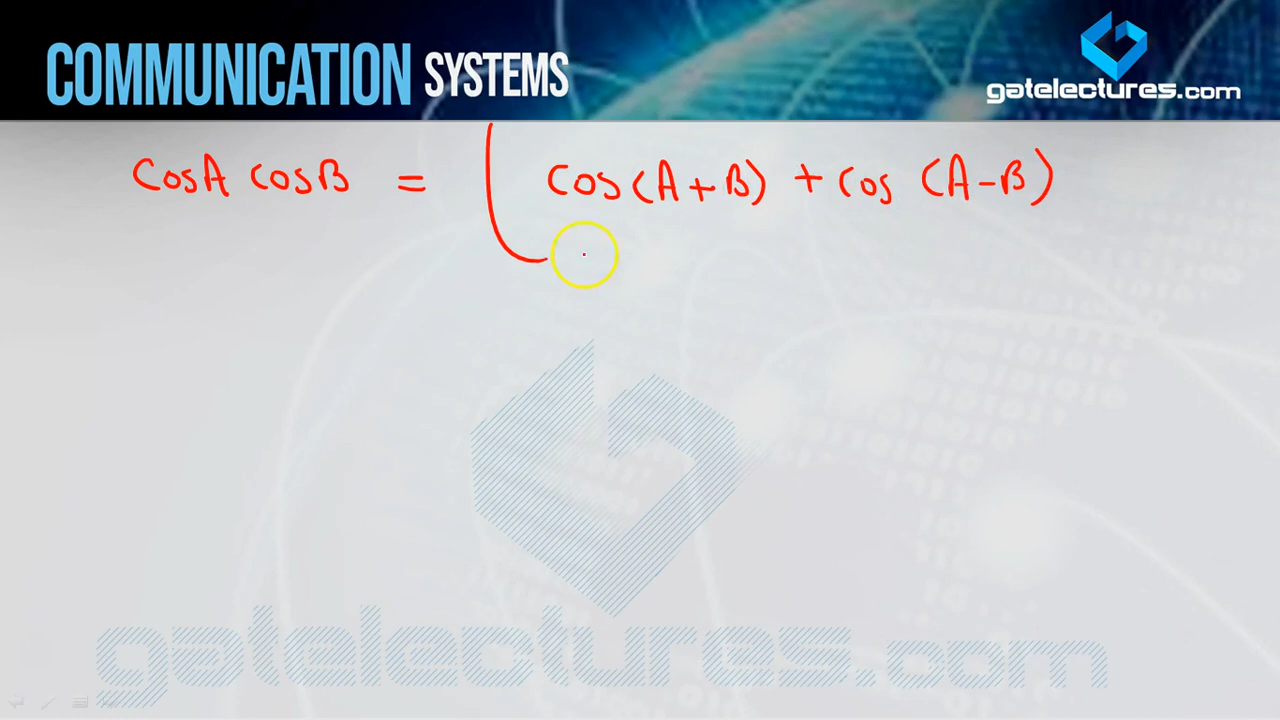 COMMUNICATION SYSTEMS
gatelectures.com
CosA cosB = ( cos(A+B) + cos (A-B)
gatelectures.com